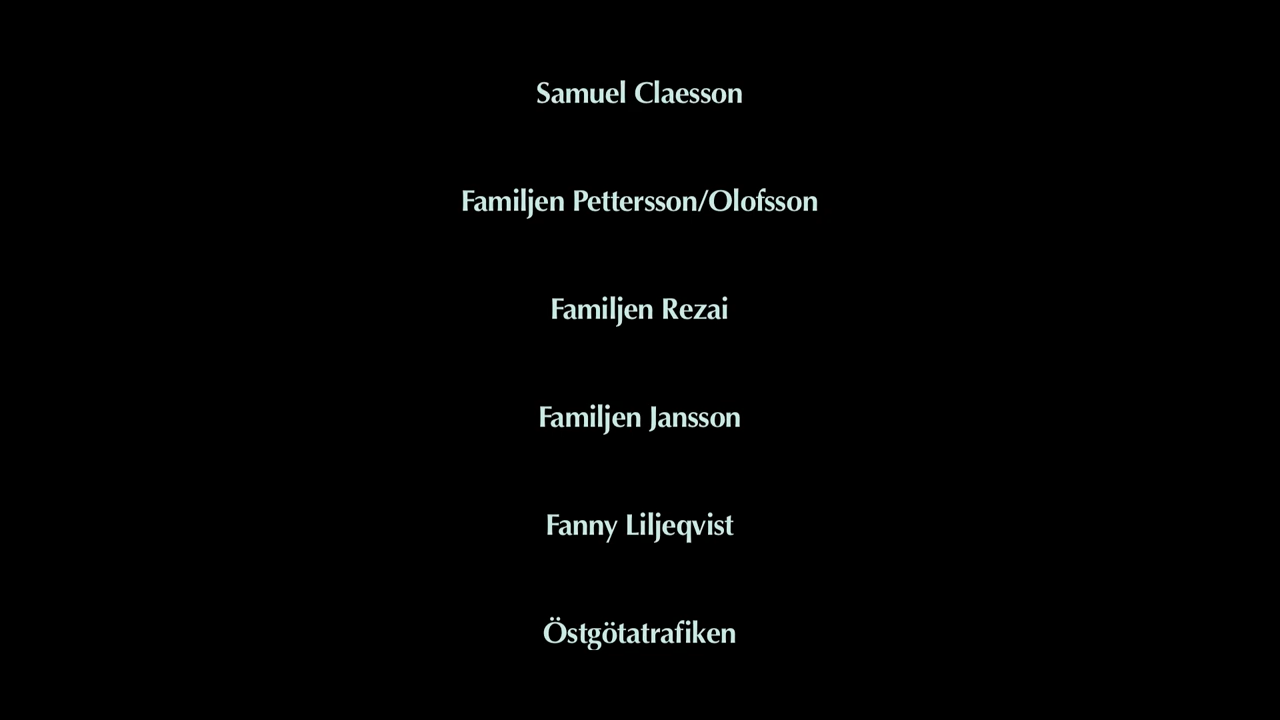 Samuel Claesson
Familjen Pettersson/Olofsson
Familjen Rezai
Familjen Jansson
Fanny Liljeqvist
Östgötatrafiken